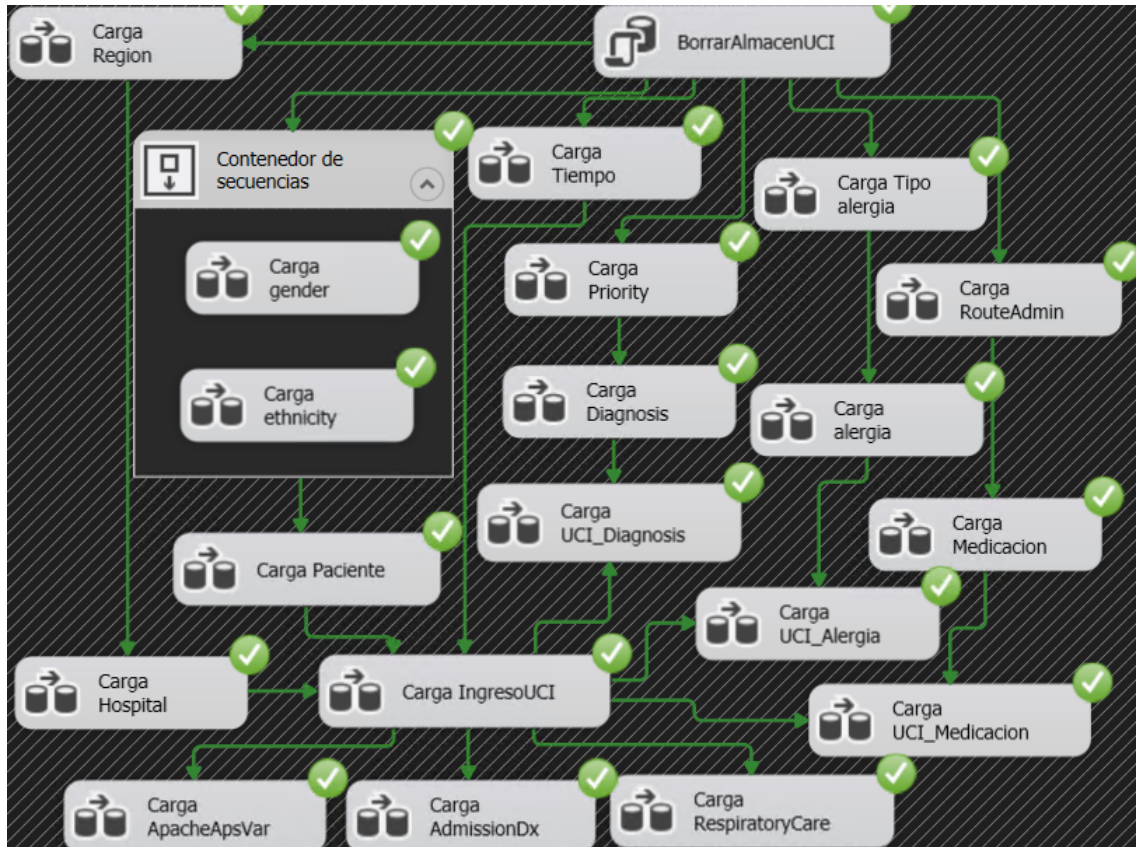 Carga
Region
BorrarAlmacenUCI
Contenedor de
secuencias
Carga
Tiempo
Carga Tipo
alergia
Carga
gender
Carga
Priority
Carga
RouteAdmin
Carga
ethnicity
Carga
Diagnosis
Carga
alergia
Carga
UCI_Diagnosis
Carga
Medicacion
Carga Paciente
Carga
UCI_Alergia
Carga
Hospital
Carga IngresoUCI
Carga
UCI_Medicacion
Carga
ApacheApsVar
Carga
AdmissionDx
Carga
RespiratoryCare